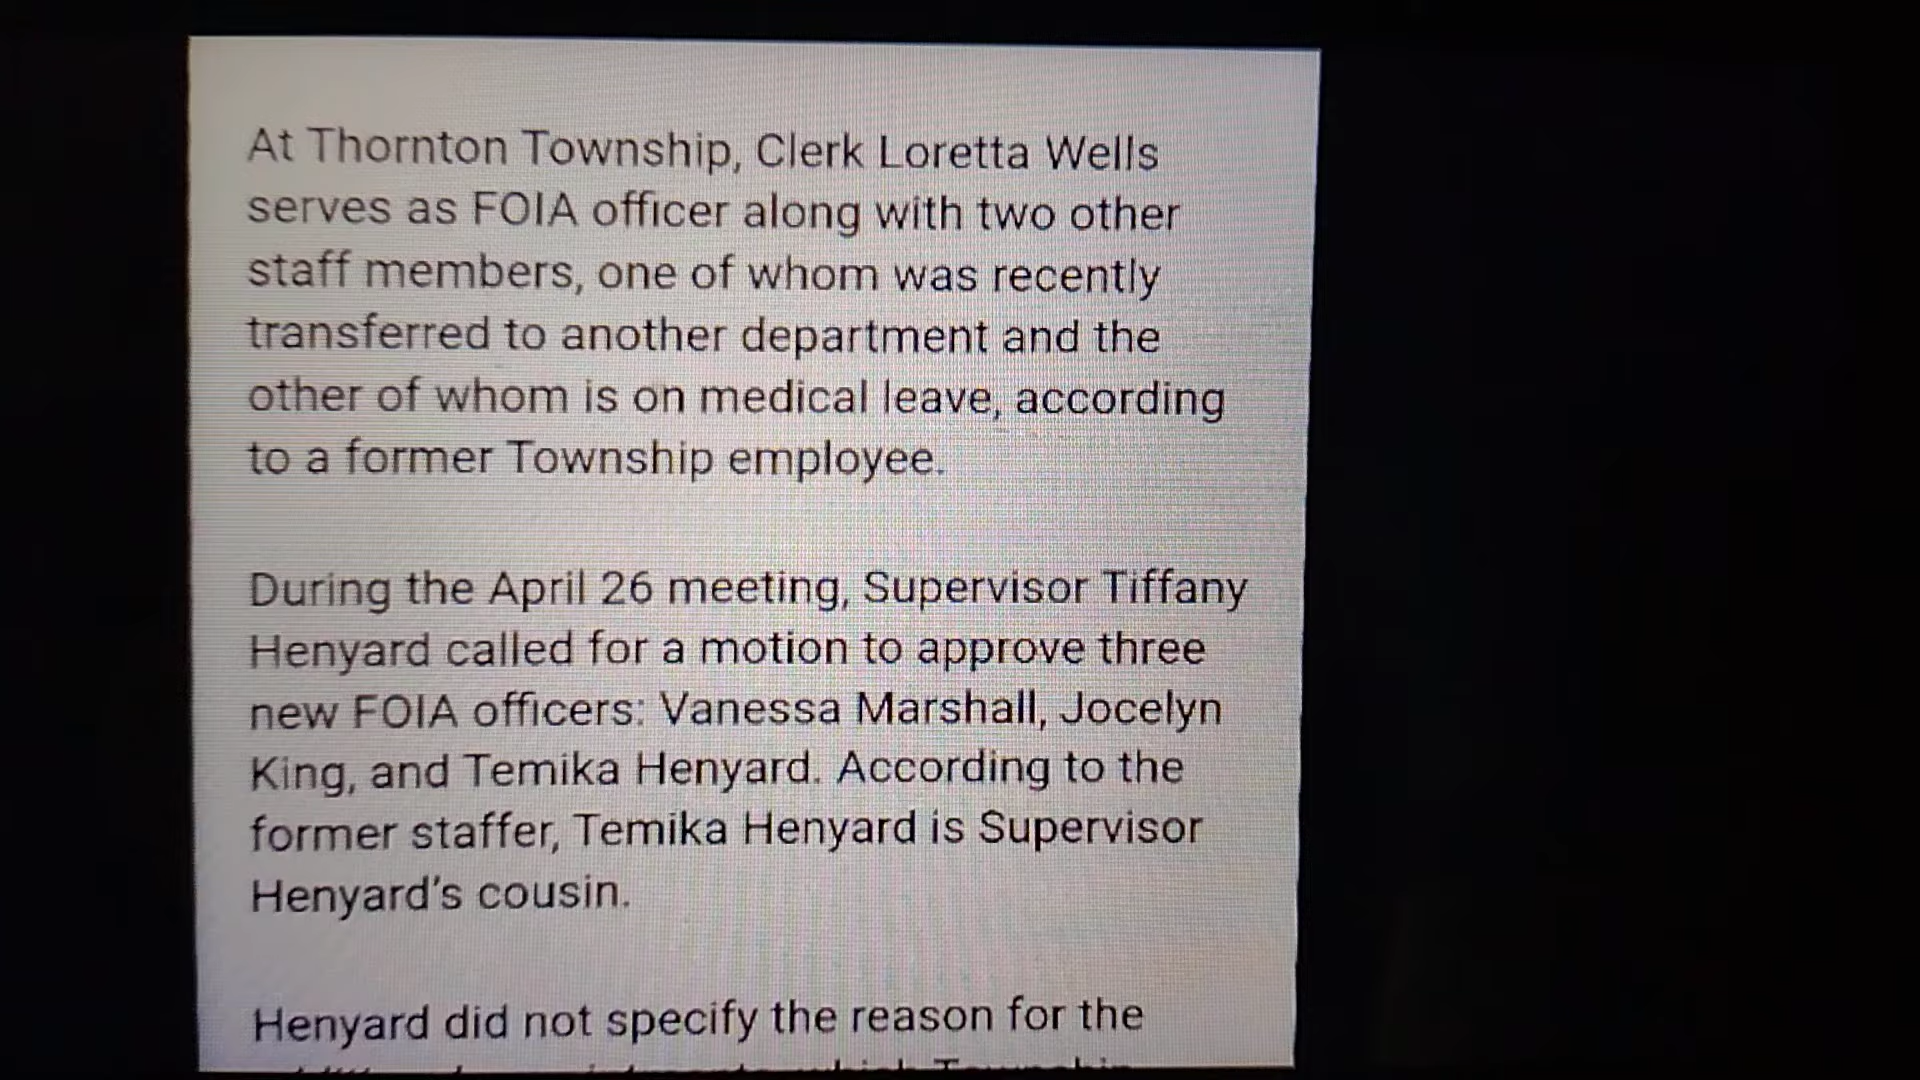 At Thornton Township, Clerk Loretta Wells
serves as FOIA officer along with two other
staff members, one of whom was recently
transferred to another department and the
other of whom is on medical leave, according
to a former Township employee.
During the April 26 meeting, Supervisor Tiffany
Henyard called for a motion to approve three
new FOIA officers: Vanessa Marshall, Jocelyn
King, and Temika Henyard. According to the
former staffer, Temika Henyard is Supervisor
Henyard's cousin.
Henyard did not specify the reason for the